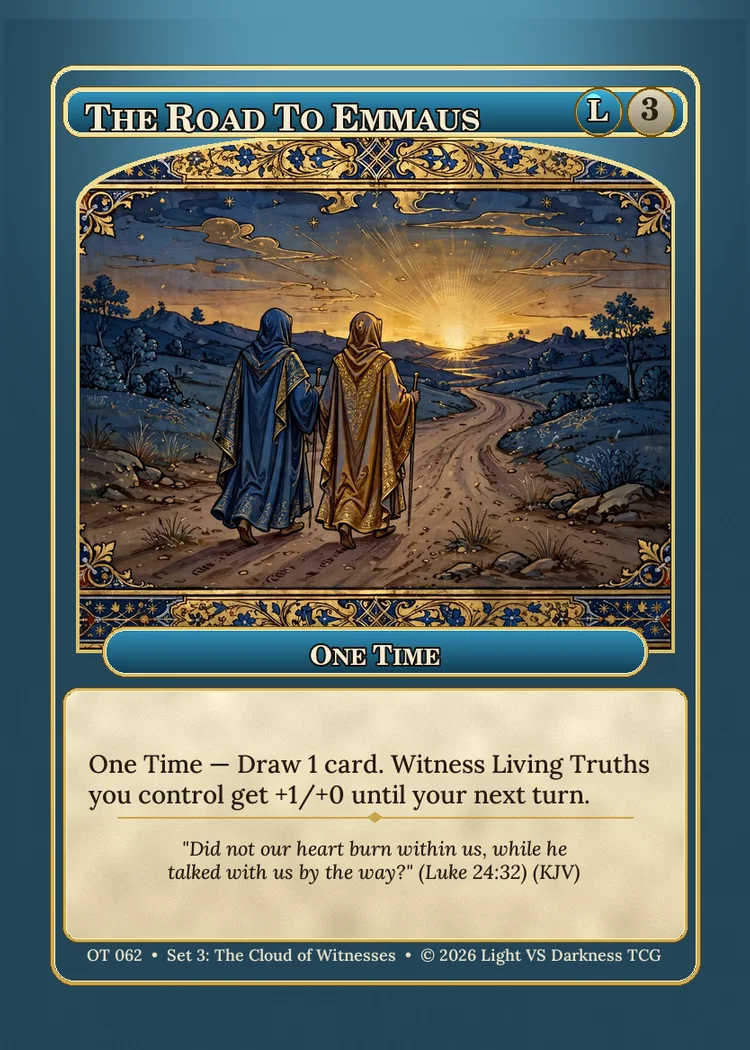 The Road To Emmaus L 3
One Time
One Time — Draw 1 card. Witness Living Truths
you control get +1/+0 until your next turn.
"Did not our heart burn within us, while he
talked with us by the way?" (Luke 24:32) (KJV)
OT 062 • Set 3: The Cloud of Witnesses • © 2026 Light VS Darkness TCG